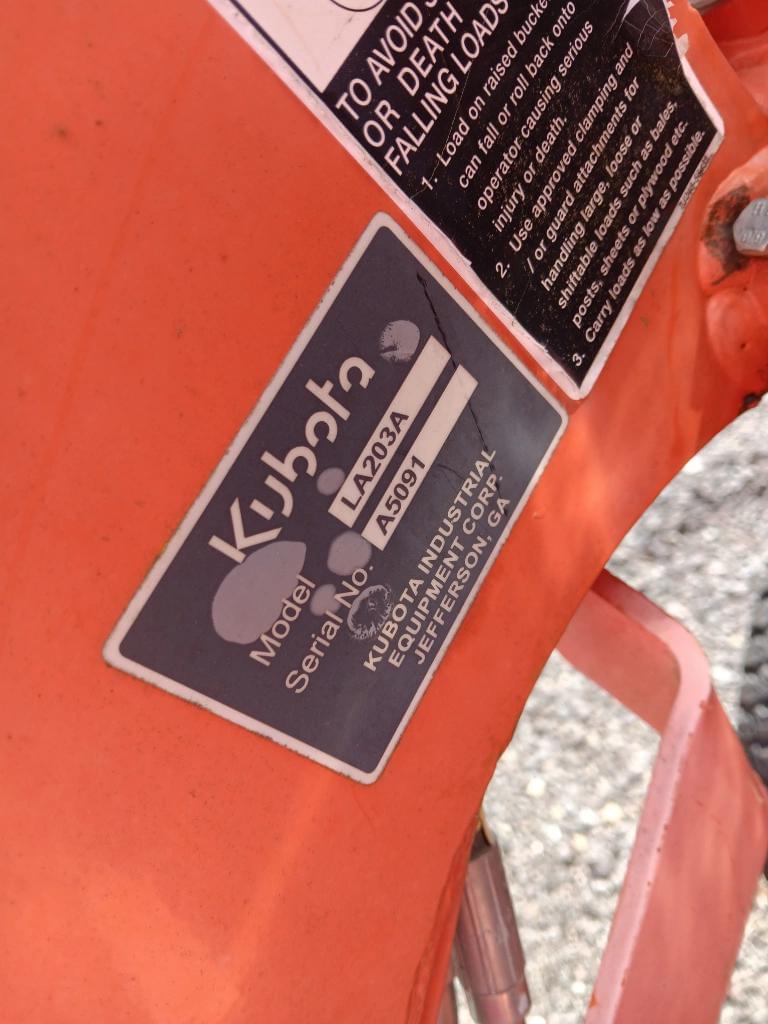 TO AVOID
OR DEATH
FALLING LOADS
1. Load on raised bucke
can fall or roll back onto
operator causing serious
injury or death.
2. Use approved clamping and
/ or guard attachments for
handling large, loose or
shiftable loads such as bales,
posts, sheets or plywood etc.
3. Carry loads as low as possible.
Kubota
Model LA203A
Serial No. A5091
KUBOTA INDUSTRIAL
EQUIPMENT CORP.
JEFFERSON, GA